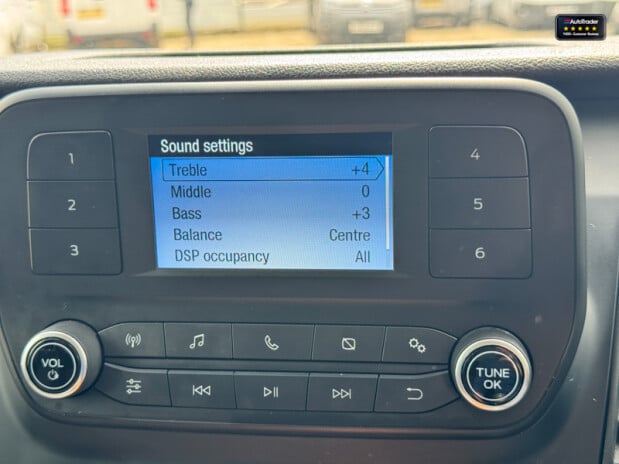 AutoTrader
Sound settings
Treble +4
Middle 0
Bass +3
Balance Centre
DSP occupancy All
1
2
3
4
5
6
VOL
TUNE
OK